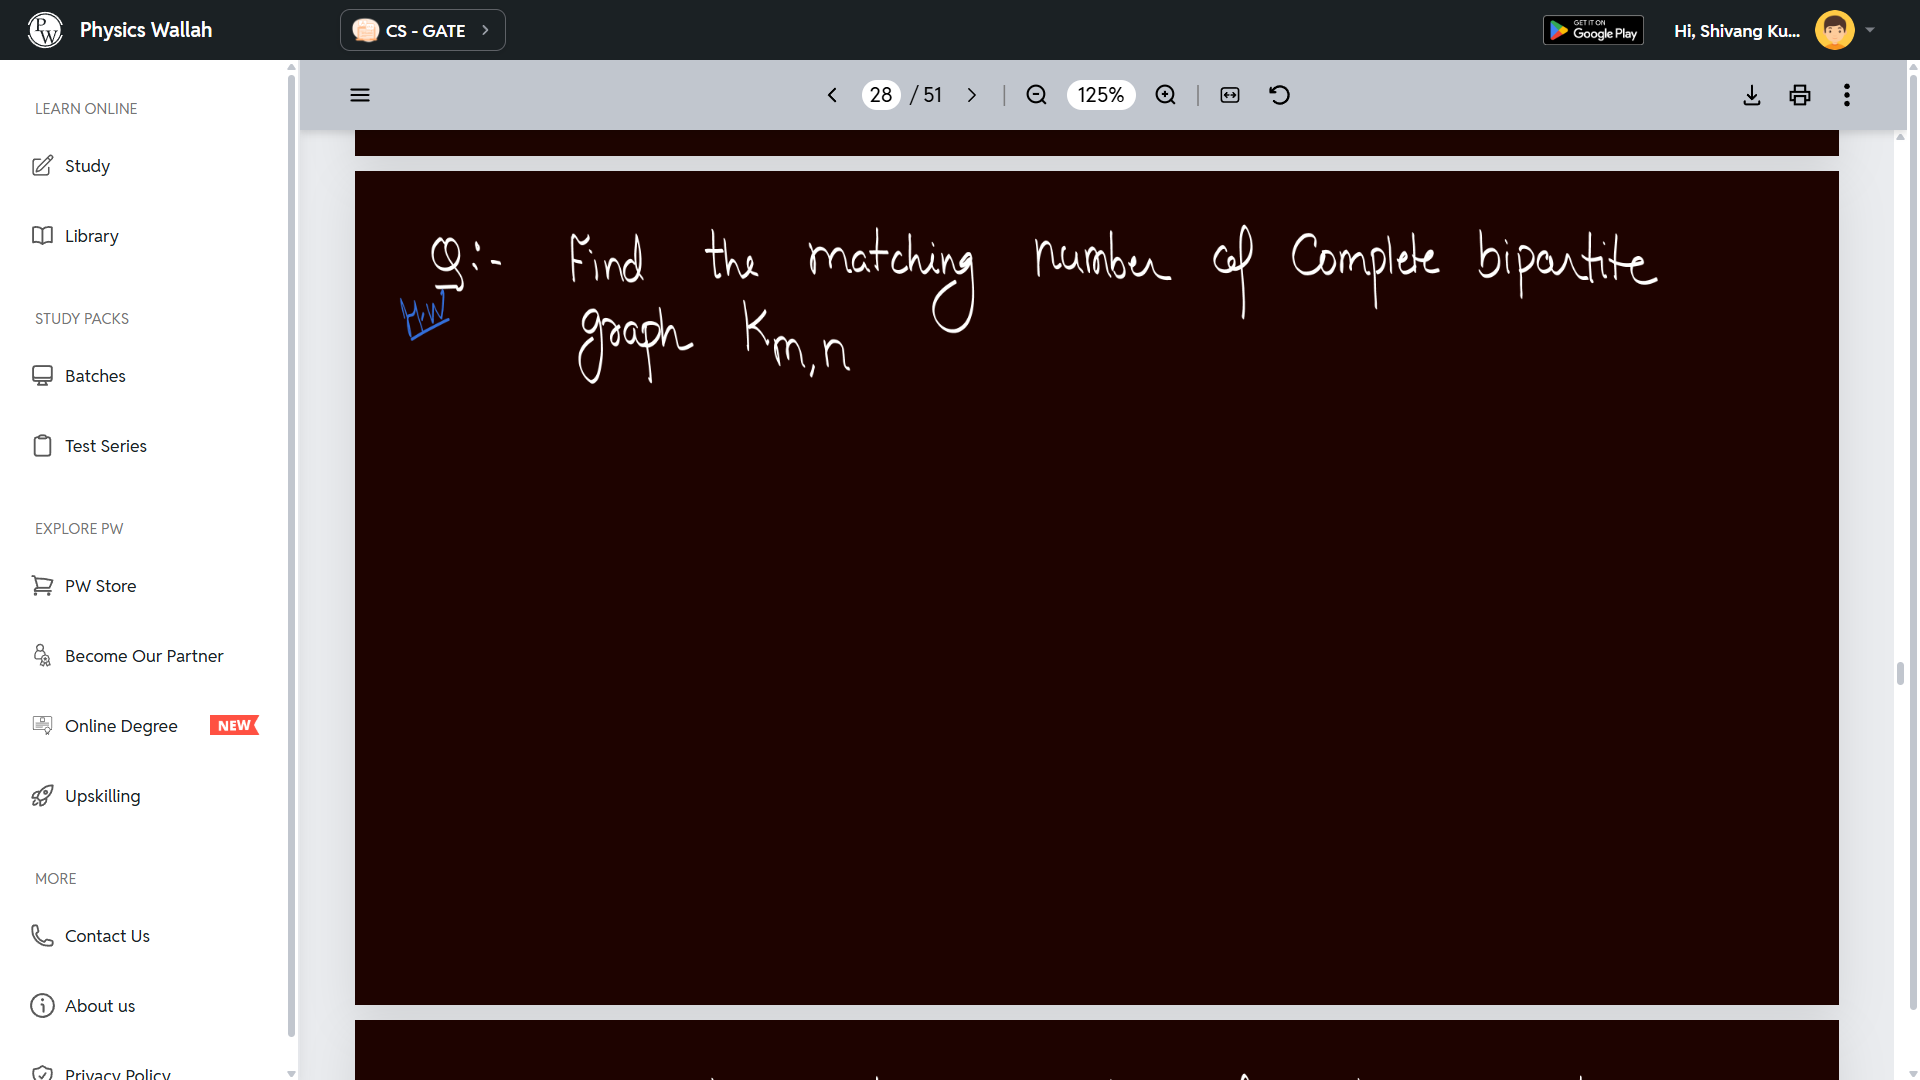 Physics Wallah
CS - GATE
GET IT ON
Google Play
Hi, Shivang Ku...
LEARN ONLINE
Study
Library
STUDY PACKS
Batches
Test Series
EXPLORE PW
PW Store
Become Our Partner
Online Degree NEW
Upskilling
MORE
Contact Us
About us
Privacy Policy
28 / 51 125%
Q:- Find the matching number of Complete bipartite
H.W
graph Km,n